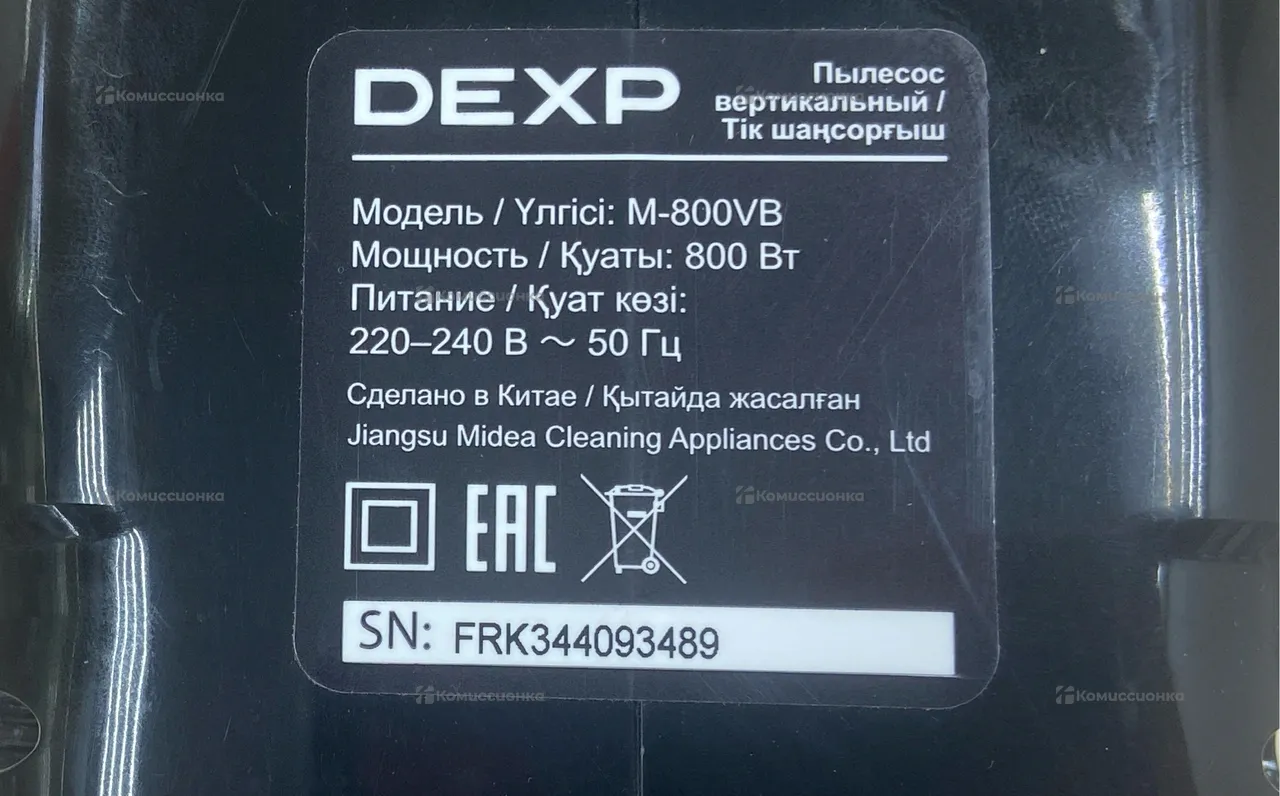 DEXP
Пылесос
вертикальный /
Тік шаңсорғыш
Модель / Үлгісі: M-800VB
Мощность / Қуаты: 800 Вт
Питание / Қуат көзі:
220–240 В ~ 50 Гц
Сделано в Китае / Қытайда жасалған
Jiangsu Midea Cleaning Appliances Co., Ltd
EAC
SN: FRK344093489
Комиссионка
Комиссионка
Комиссионка
Комиссионка
Комиссионка
Комиссионка
Комиссионка
Комиссионка